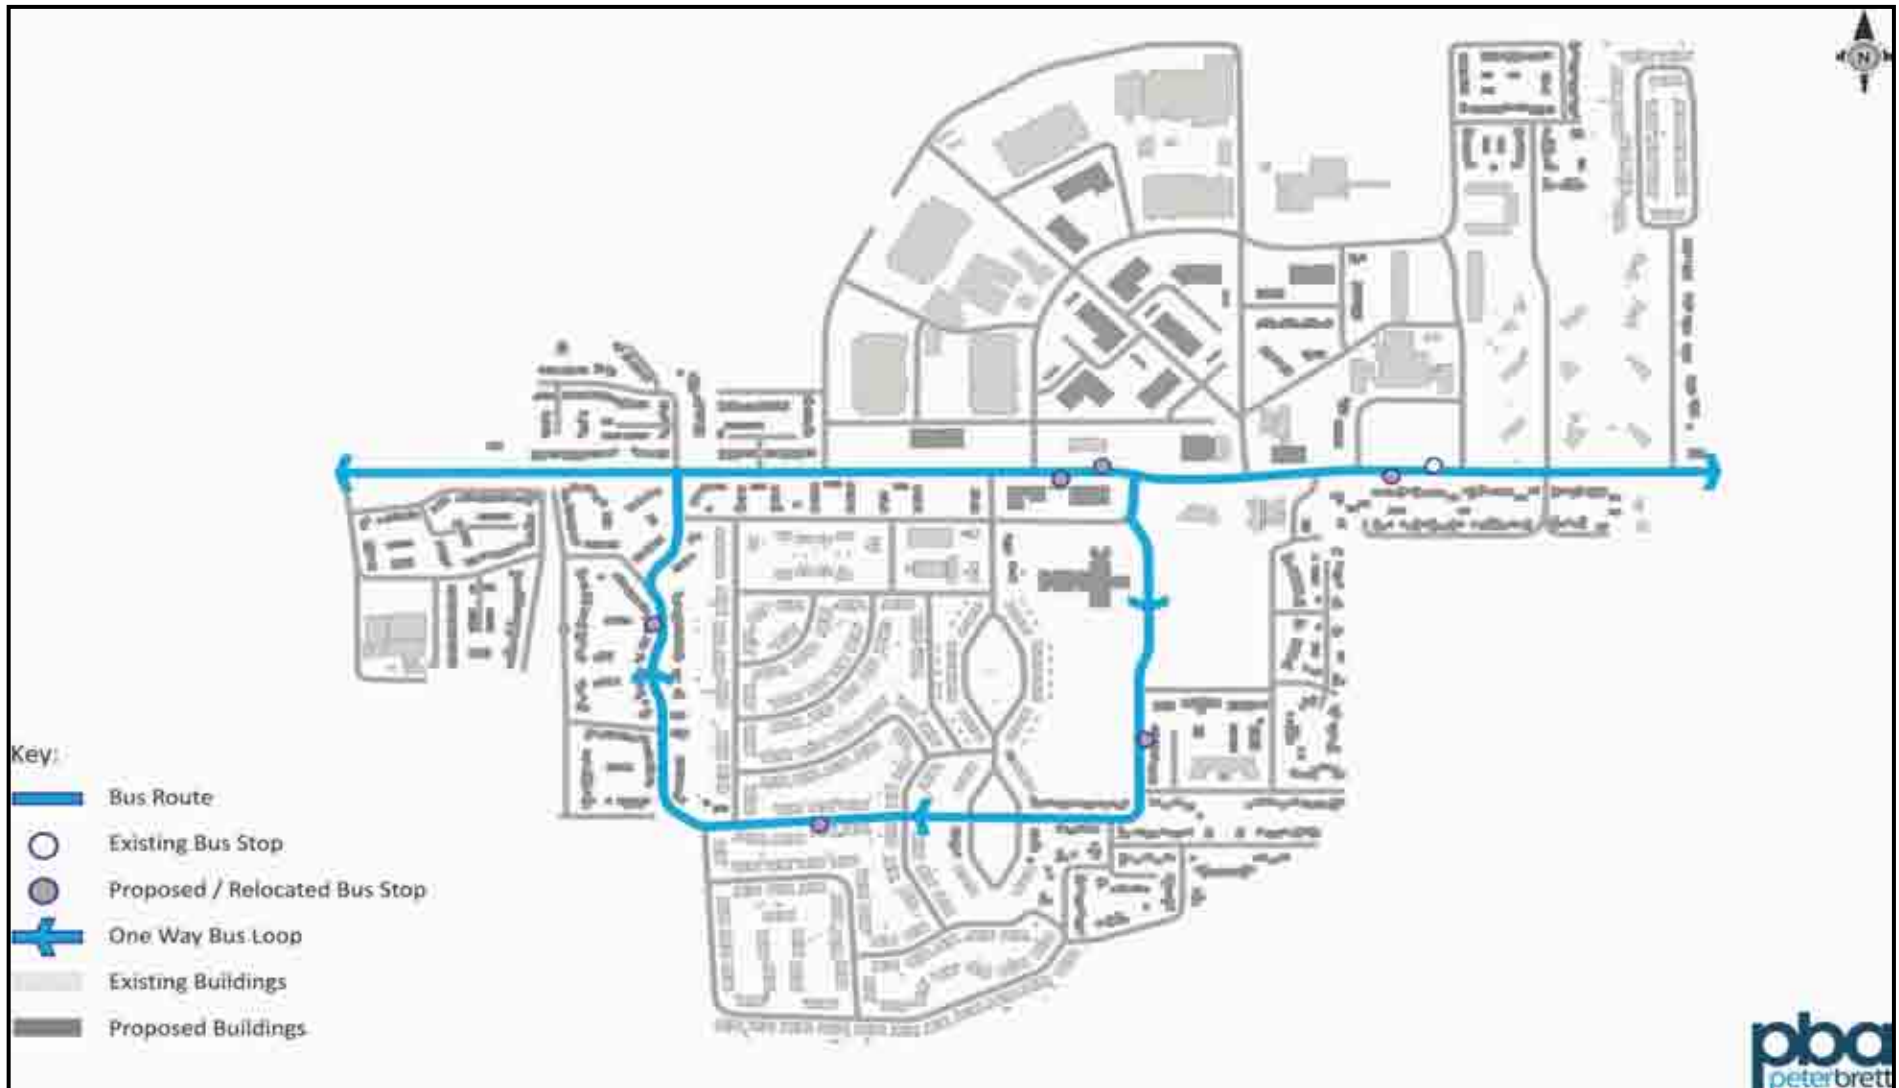 N
Key:
Bus Route
Existing Bus Stop
Proposed / Relocated Bus Stop
One Way Bus Loop
Existing Buildings
Proposed Buildings
pba
peterbrett